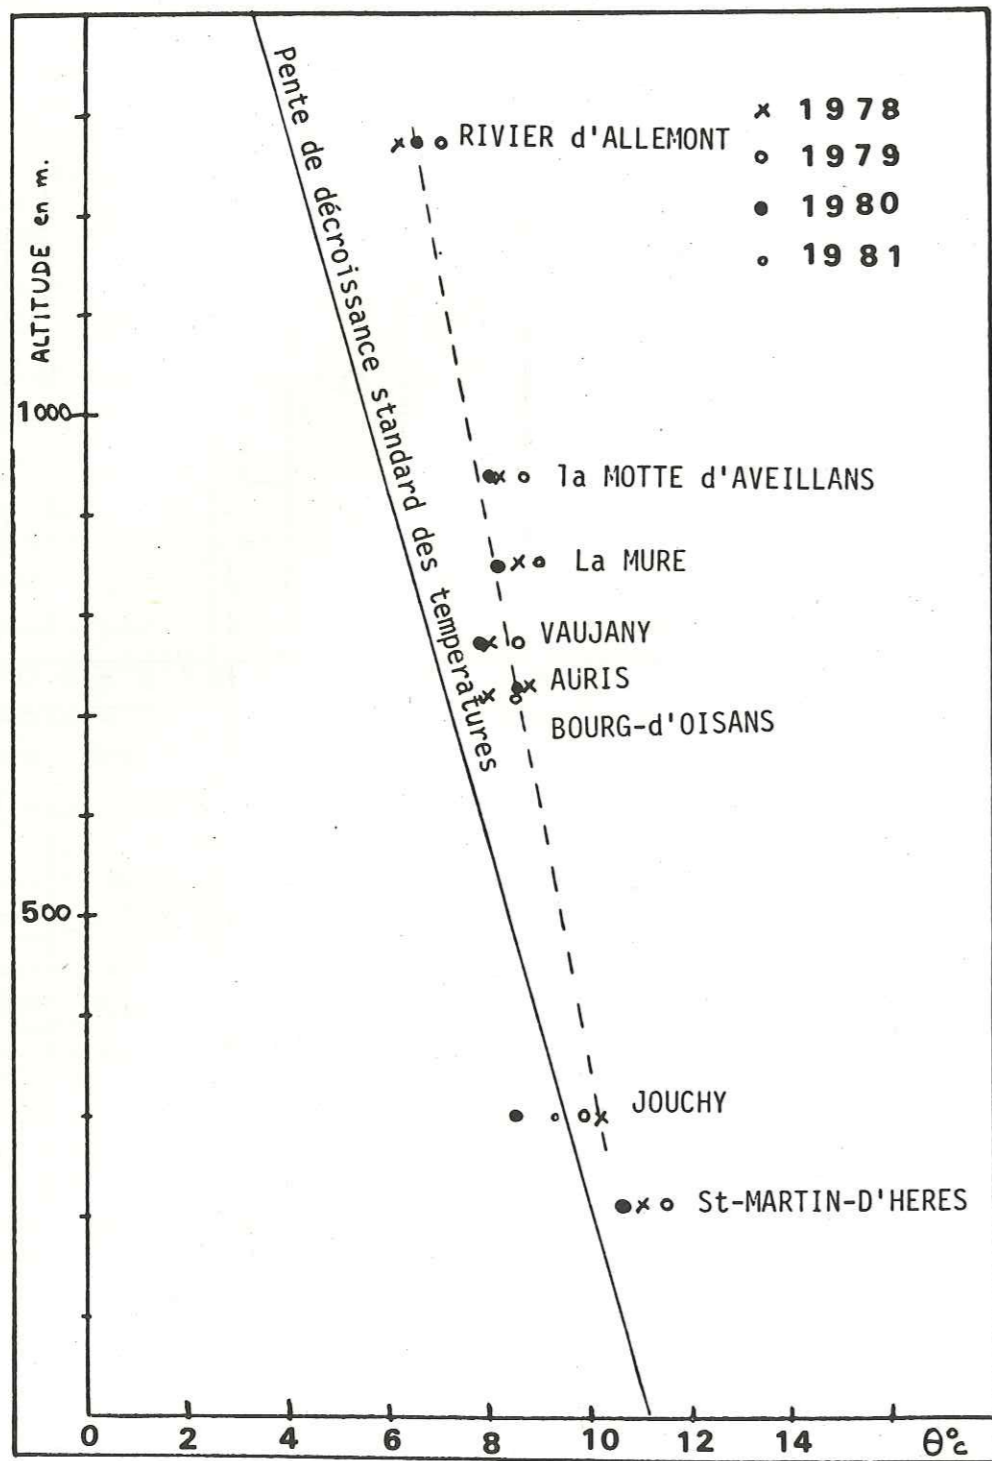 ALTITUDE en m.
Pente de décroissance standard des temperatures
x 1978
o 1979
● 1980
o 1981
RIVIER d'ALLEMONT
1000
la MOTTE d'AVEILLANS
La MURE
VAUJANY
AURIS
BOURG-d'OISANS
500
JOUCHY
St-MARTIN-D'HERES
0 2 4 6 8 10 12 14 θ°c